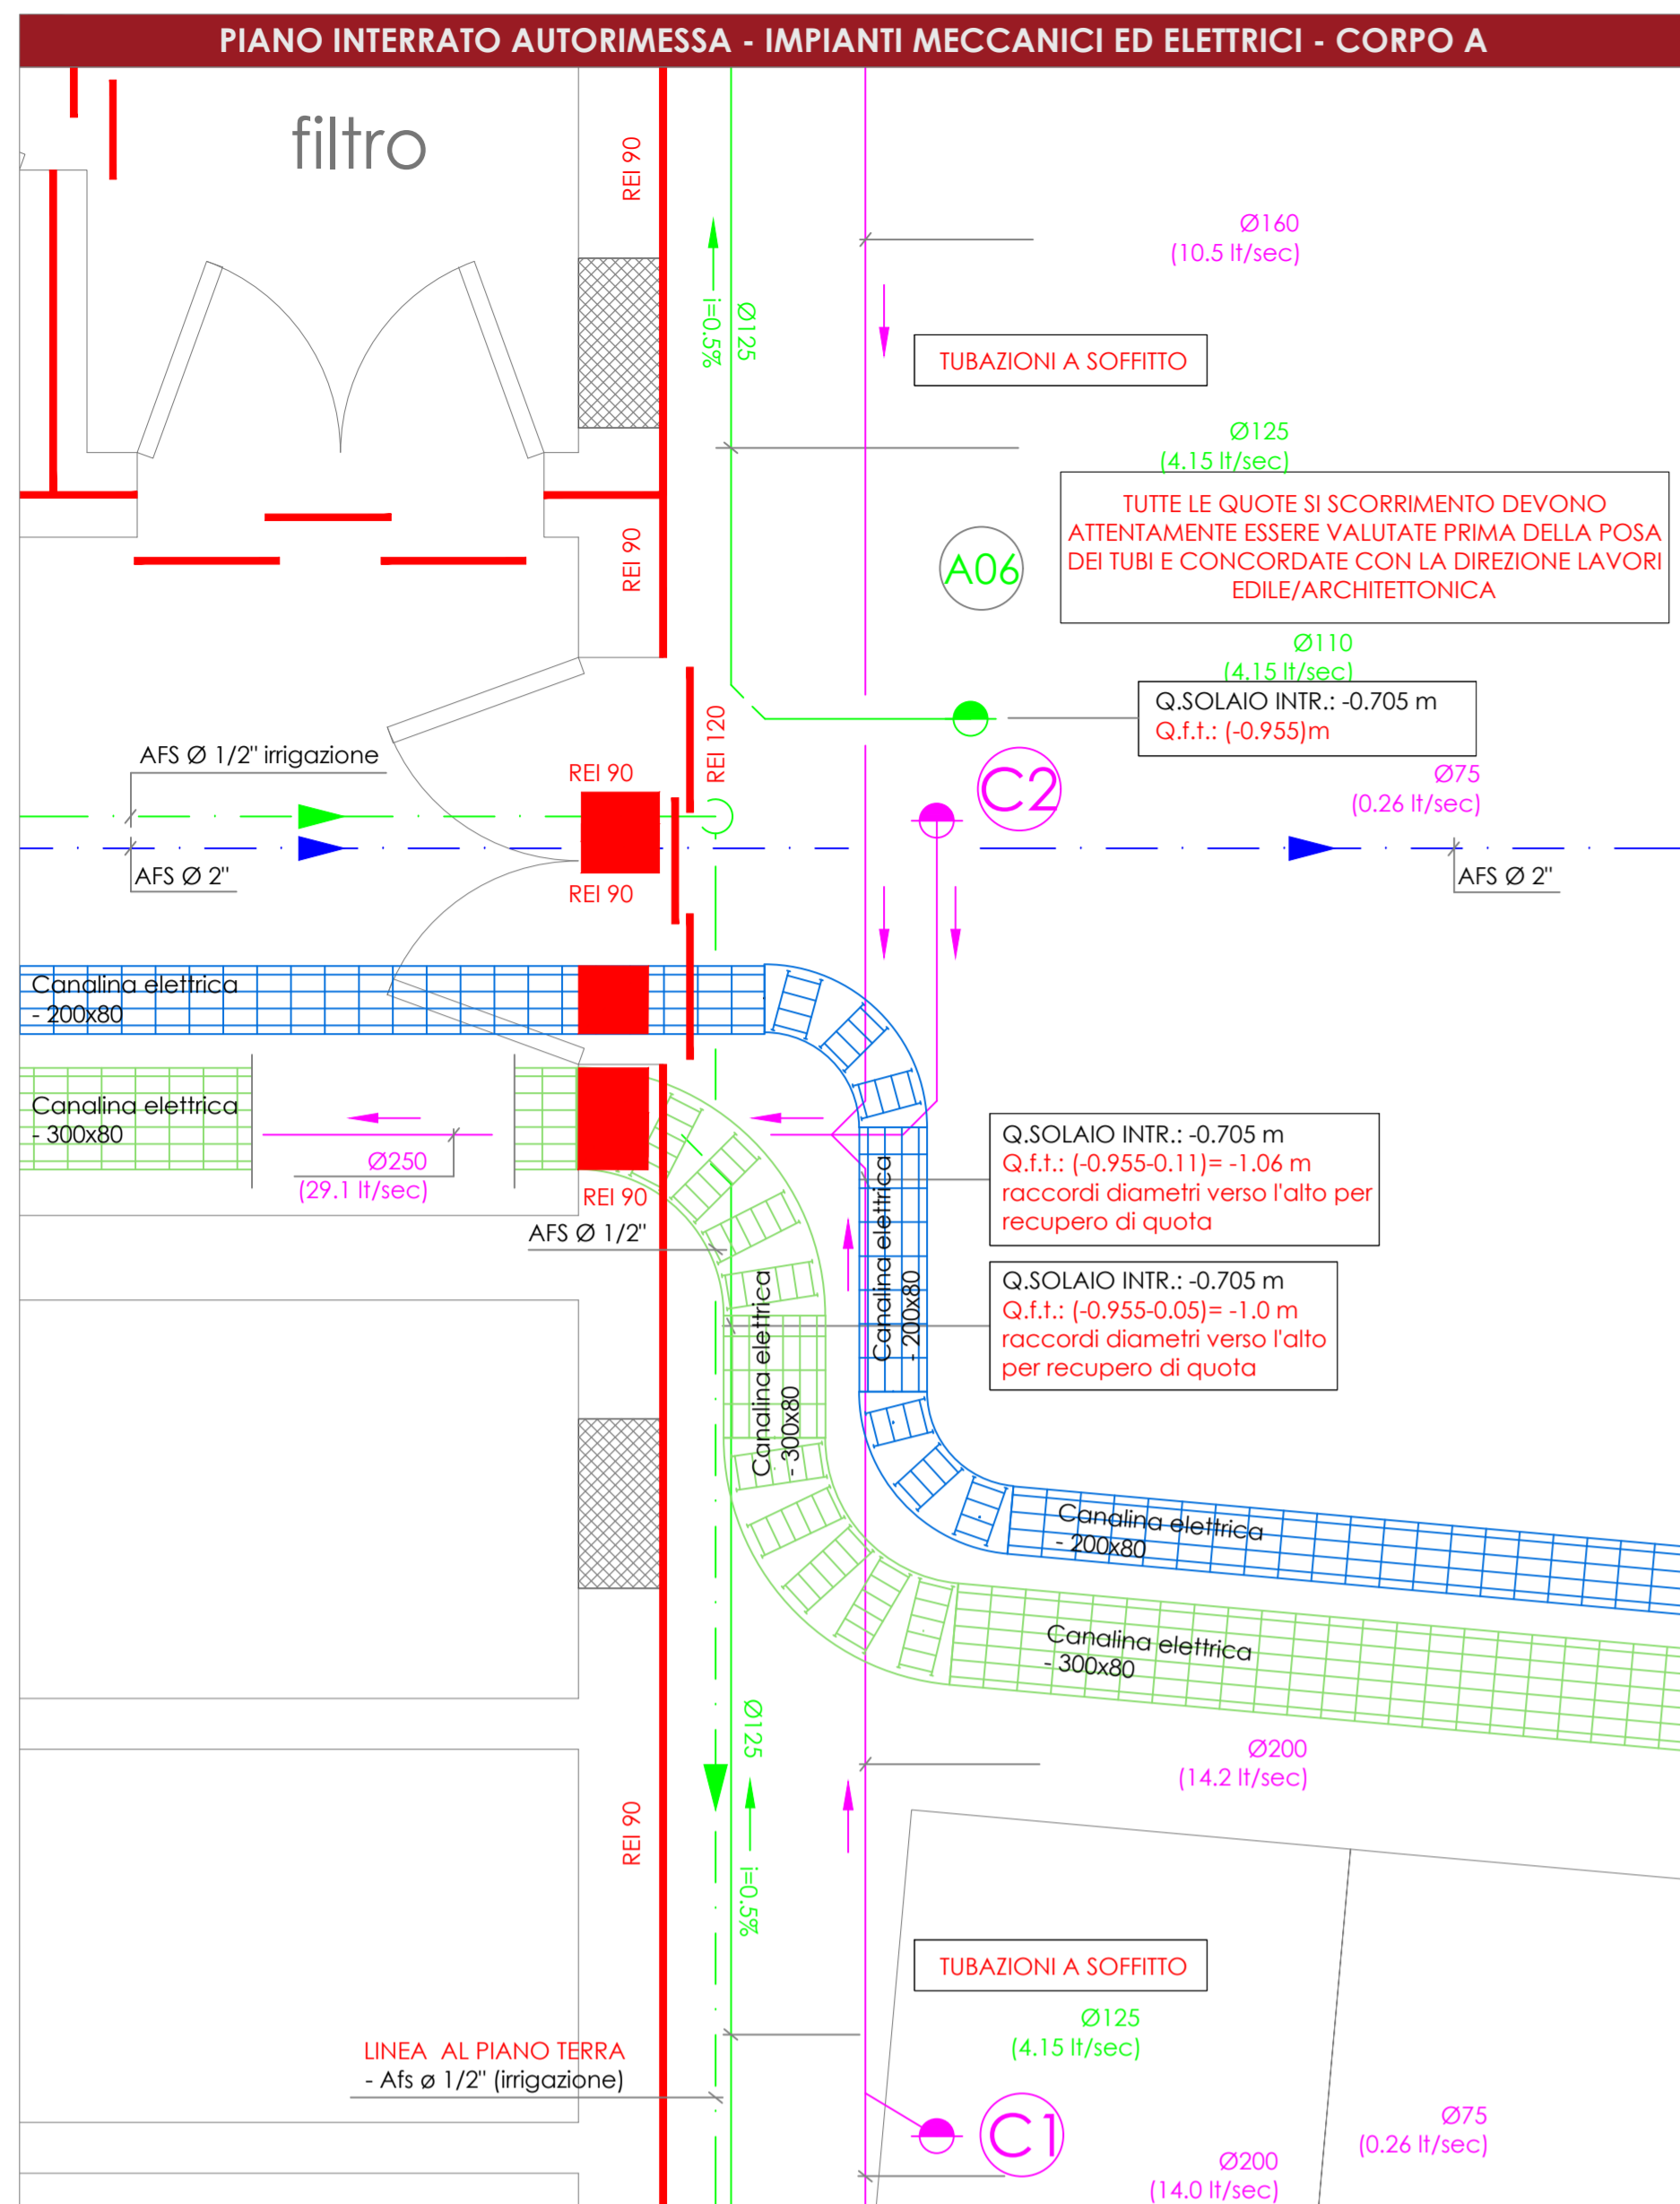 PIANO INTERRATO AUTORIMESSA - IMPIANTI MECCANICI ED ELETTRICI - CORPO A
filtro
REI 90
Ø160
(10.5 lt/sec)
Ø125
i=0.5%
TUBAZIONI A SOFFITTO
Ø125
(4.15 lt/sec)
TUTTE LE QUOTE SI SCORRIMENTO DEVONO
ATTENTAMENTE ESSERE VALUTATE PRIMA DELLA POSA
DEI TUBI E CONCORDATE CON LA DIREZIONE LAVORI
EDILE/ARCHITETTONICA
REI 90
A06
Ø110
(4.15 lt/sec)
Q.SOLAIO INTR.: -0.705 m
Q.f.t.: (-0.955)m
REI 120
AFS Ø 1/2" irrigazione
REI 90
C2
Ø75
(0.26 lt/sec)
AFS Ø 2"
REI 90
AFS Ø 2"
Canalina elettrica
- 200x80
Canalina elettrica
- 300x80
Ø250
(29.1 lt/sec)
REI 90
AFS Ø 1/2"
Q.SOLAIO INTR.: -0.705 m
Q.f.t.: (-0.955-0.11)= -1.06 m
raccordi diametri verso l'alto per
recupero di quota
Canalina elettrica
- 200x80
Q.SOLAIO INTR.: -0.705 m
Q.f.t.: (-0.955-0.05)= -1.0 m
raccordi diametri verso l'alto
per recupero di quota
Canalina elettrica
- 300x80
Canalina elettrica
- 200x80
Canalina elettrica
- 300x80
Ø125
i=0.5%
Ø200
(14.2 lt/sec)
REI 90
TUBAZIONI A SOFFITTO
Ø125
(4.15 lt/sec)
LINEA AL PIANO TERRA
- Afs ø 1/2" (irrigazione)
C1
Ø75
(0.26 lt/sec)
Ø200
(14.0 lt/sec)